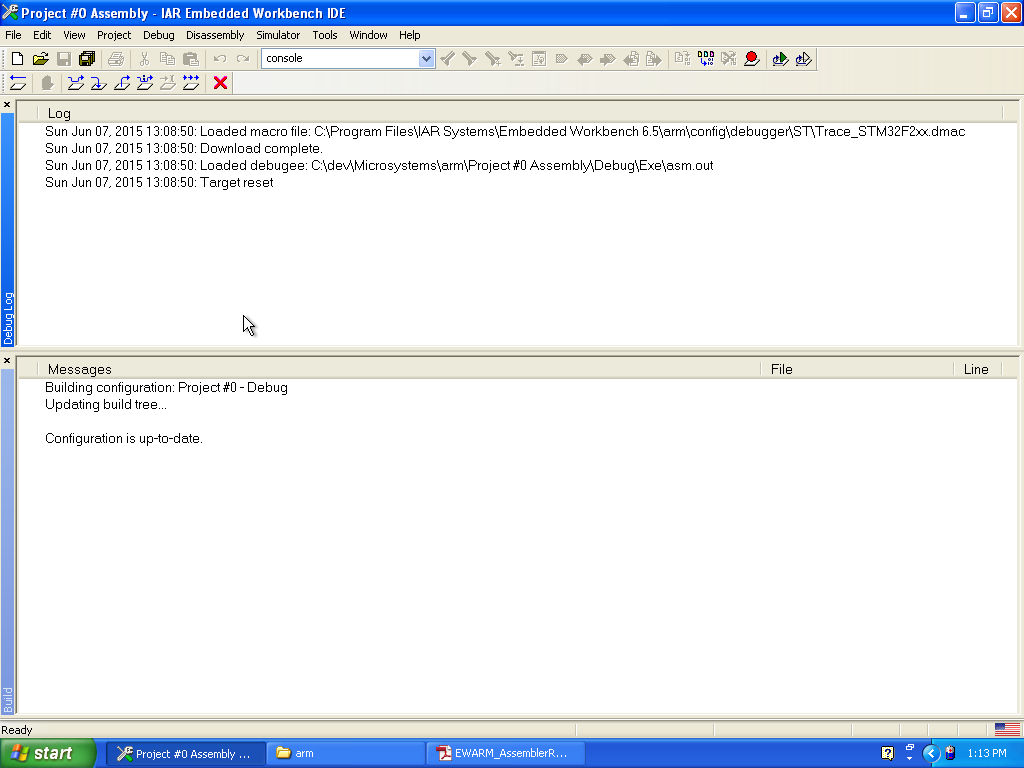 Project #0 Assembly - IAR Embedded Workbench IDE
File Edit View Project Debug Disassembly Simulator Tools Window Help
console
Log
Sun Jun 07, 2015 13:08:50: Loaded macro file: C:\Program Files\IAR Systems\Embedded Workbench 6.5\arm\config\debugger\ST\Trace_STM32F2xx.dmac
Sun Jun 07, 2015 13:08:50: Download complete.
Sun Jun 07, 2015 13:08:50: Loaded debugee: C:\dev\Microsystems\arm\Project #0 Assembly\Debug\Exe\asm.out
Sun Jun 07, 2015 13:08:50: Target reset
Debug Log
Messages File Line
Building configuration: Project #0 - Debug
Updating build tree...
Configuration is up-to-date.
Build
Ready
start Project #0 Assembly ... arm EWARM_AssemblerR... 1:13 PM